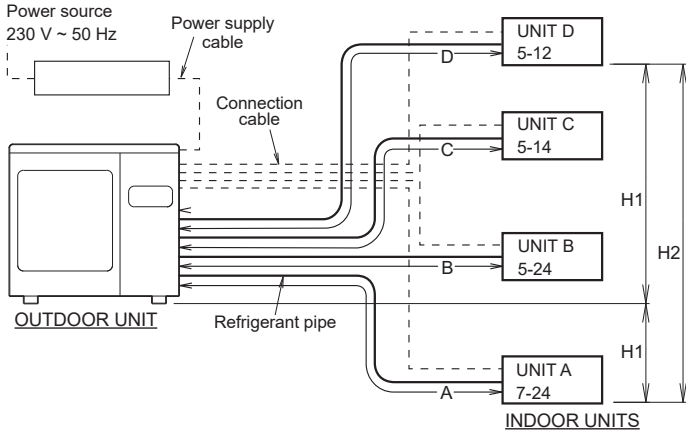 Power source
230 V ~ 50 Hz
Power supply
cable
Connection
cable
OUTDOOR UNIT
Refrigerant pipe
D
C
B
A
UNIT D
5-12
UNIT C
5-14
UNIT B
5-24
UNIT A
7-24
INDOOR UNITS
H1
H2
H1